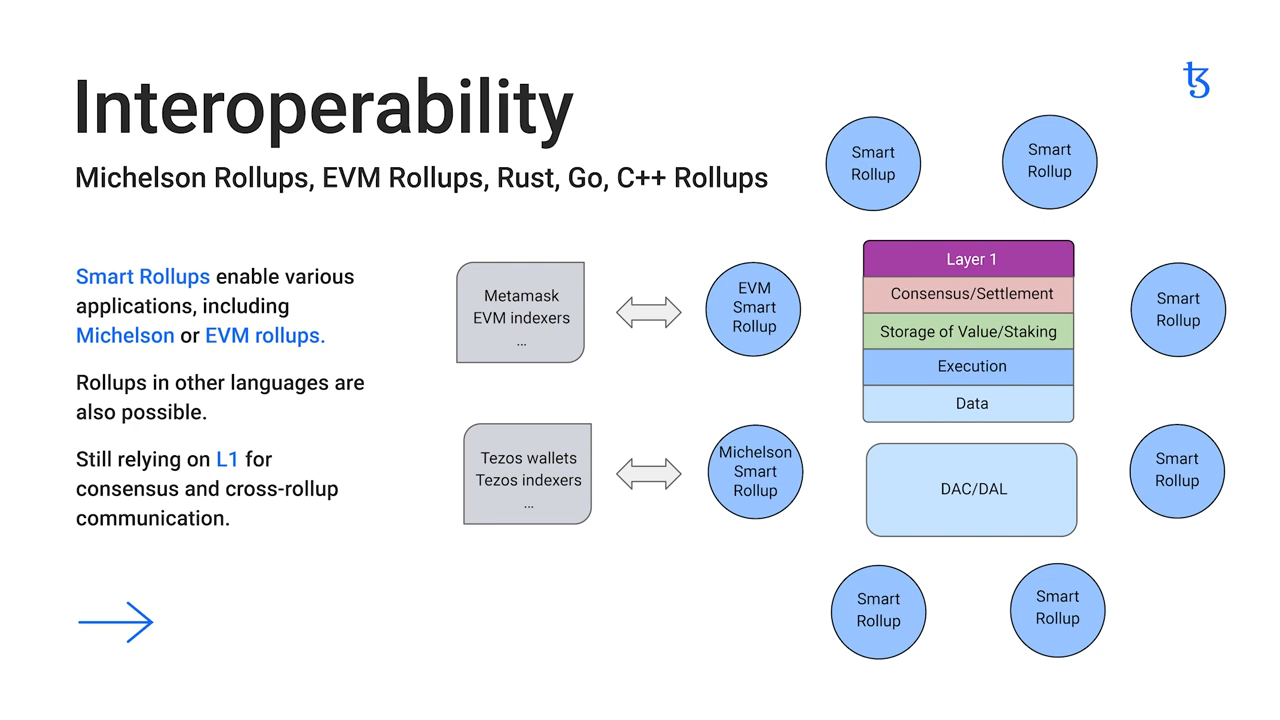 Interoperability
Michelson Rollups, EVM Rollups, Rust, Go, C++ Rollups
Smart Rollups enable various
applications, including
Michelson or EVM rollups.
Rollups in other languages are
also possible.
Still relying on L1 for
consensus and cross-rollup
communication.
Metamask
EVM indexers
...
EVM
Smart
Rollup
Tezos wallets
Tezos indexers
...
Michelson
Smart
Rollup
Smart
Rollup
Smart
Rollup
Layer 1
Consensus/Settlement
Storage of Value/Staking
Execution
Data
DAC/DAL
Smart
Rollup
Smart
Rollup
Smart
Rollup
Smart
Rollup